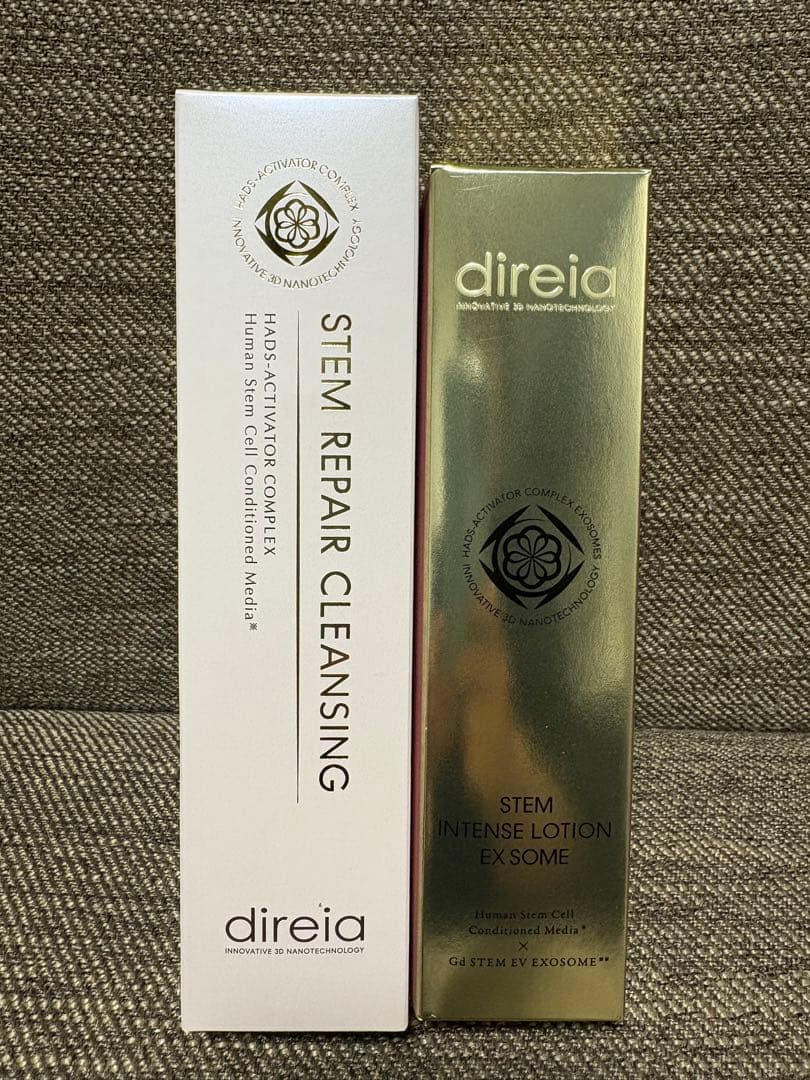 HADS-ACTIVATOR COMPLEX
INNOVATIVE 3D NANOTECHNOLOGY
STEM REPAIR CLEANSING
HADS-ACTIVATOR COMPLEX
Human Stem Cell Conditioned Media※
direia
INNOVATIVE 3D NANOTECHNOLOGY
direia
INNOVATIVE 3D NANOTECHNOLOGY
HADS-ACTIVATOR COMPLEX EXOSOMES
INNOVATIVE 3D NANOTECHNOLOGY
STEM
INTENSE LOTION
EX SOME
Human Stem Cell
Conditioned Media*
×
Gd STEM EV EXOSOME**